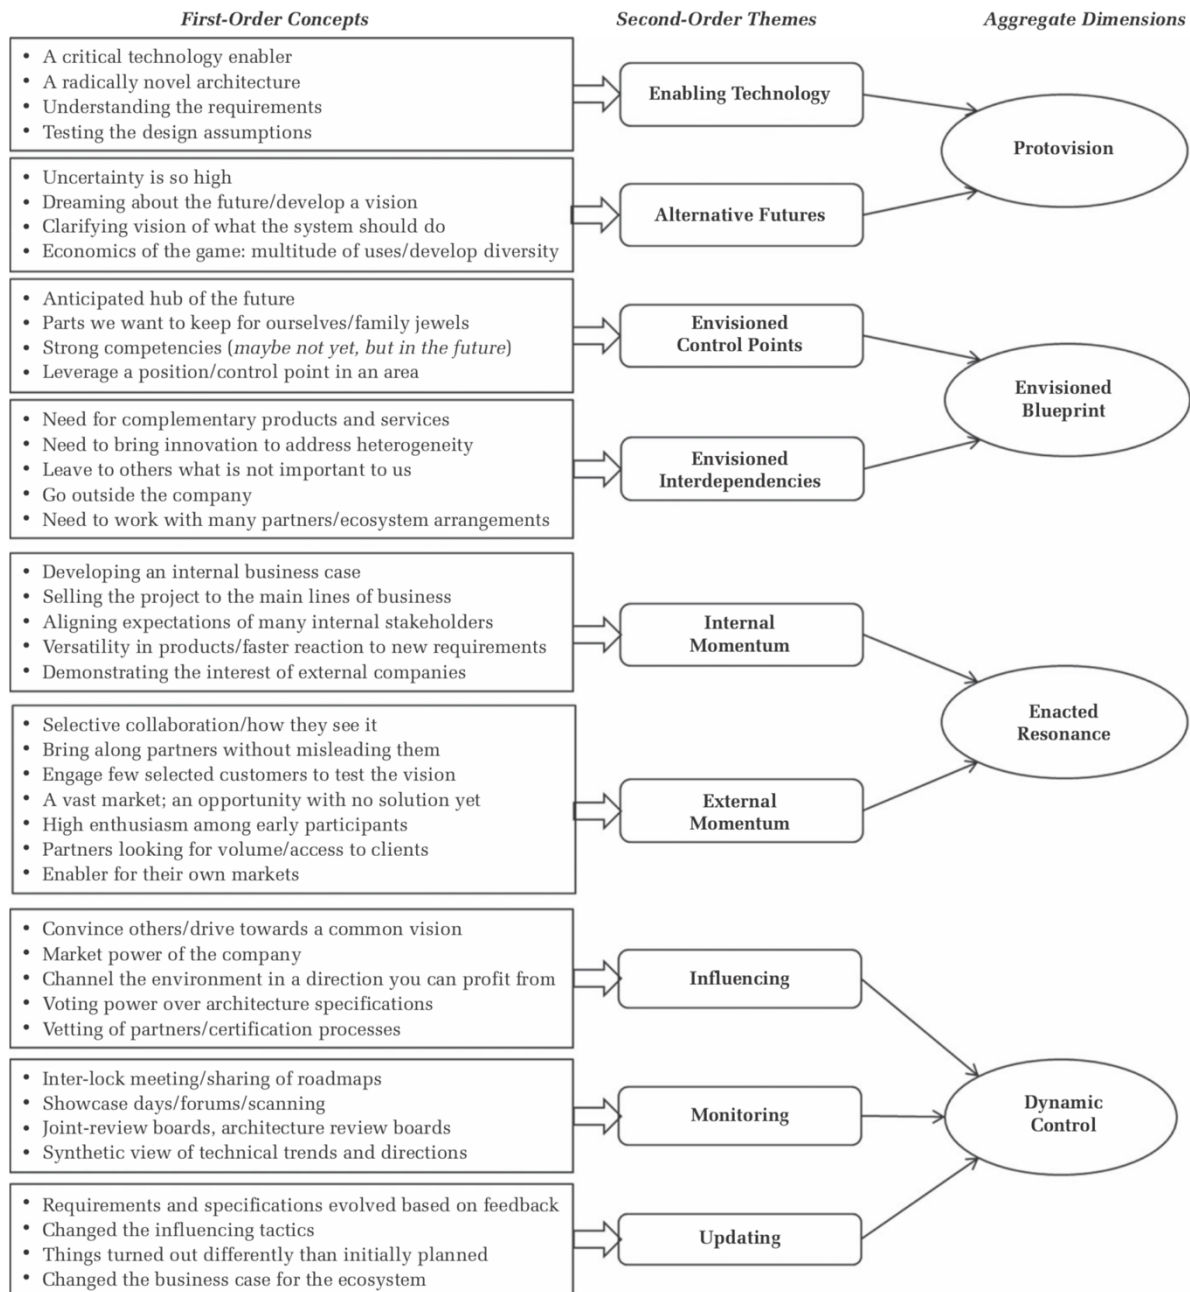 First-Order Concepts
Second-Order Themes
Aggregate Dimensions
• A critical technology enabler
• A radically novel architecture
• Understanding the requirements
• Testing the design assumptions
Enabling Technology
Protovision
• Uncertainty is so high
• Dreaming about the future/develop a vision
• Clarifying vision of what the system should do
• Economics of the game: multitude of uses/develop diversity
Alternative Futures
• Anticipated hub of the future
• Parts we want to keep for ourselves/family jewels
• Strong competencies (maybe not yet, but in the future)
• Leverage a position/control point in an area
Envisioned
Control Points
Envisioned
Blueprint
• Need for complementary products and services
• Need to bring innovation to address heterogeneity
• Leave to others what is not important to us
• Go outside the company
• Need to work with many partners/ecosystem arrangements
Envisioned
Interdependencies
• Developing an internal business case
• Selling the project to the main lines of business
• Aligning expectations of many internal stakeholders
• Versatility in products/faster reaction to new requirements
• Demonstrating the interest of external companies
Internal
Momentum
Enacted
Resonance
• Selective collaboration/how they see it
• Bring along partners without misleading them
• Engage few selected customers to test the vision
• A vast market; an opportunity with no solution yet
• High enthusiasm among early participants
• Partners looking for volume/access to clients
• Enabler for their own markets
External
Momentum
• Convince others/drive towards a common vision
• Market power of the company
• Channel the environment in a direction you can profit from
• Voting power over architecture specifications
• Vetting of partners/certification processes
Influencing
• Inter-lock meeting/sharing of roadmaps
• Showcase days/forums/scanning
• Joint-review boards, architecture review boards
• Synthetic view of technical trends and directions
Monitoring
Dynamic
Control
• Requirements and specifications evolved based on feedback
• Changed the influencing tactics
• Things turned out differently than initially planned
• Changed the business case for the ecosystem
Updating